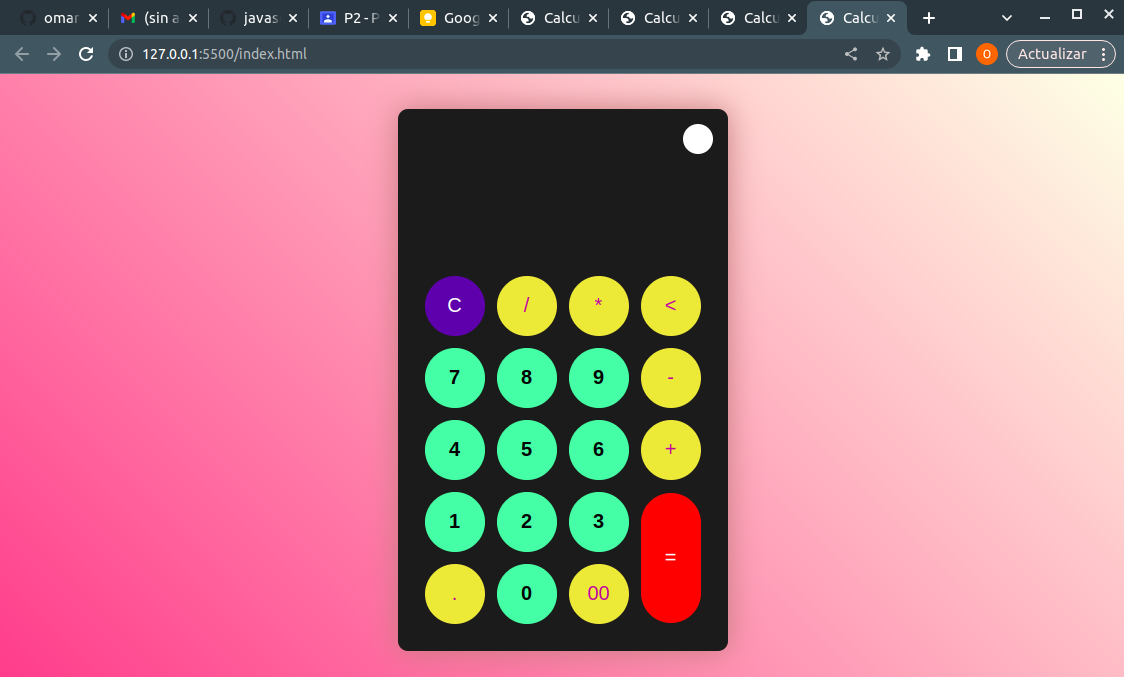 omar (sin a javas P2 - P Goog Calcu Calcu Calcu Calcu
127.0.0.1:5500/index.html O Actualizar
C / * <
7 8 9 -
4 5 6 +
1 2 3 =
. 0 00